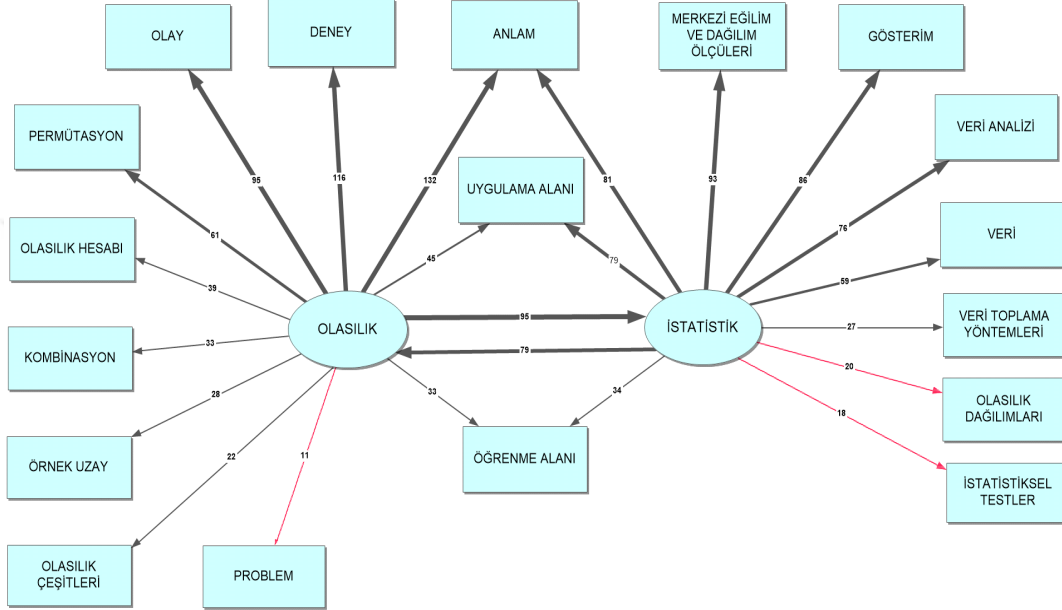 OLAY
DENEY
ANLAM
MERKEZİ EĞİLİM
VE DAĞILIM
ÖLÇÜLERİ
GÖSTERİM
PERMÜTASYON
VERİ ANALİZİ
95
116
132
81
93
86
UYGULAMA ALANI
76
61
OLASILIK HESABI
45
79
VERİ
39
59
OLASILIK
95
İSTATİSTİK
27
VERİ TOPLAMA
YÖNTEMLERİ
33
KOMBİNASYON
79
20
28
33
34
18
OLASILIK
DAĞILIMLARI
ÖRNEK UZAY
22
11
ÖĞRENME ALANI
İSTATİSTİKSEL
TESTLER
OLASILIK
ÇEŞİTLERİ
PROBLEM